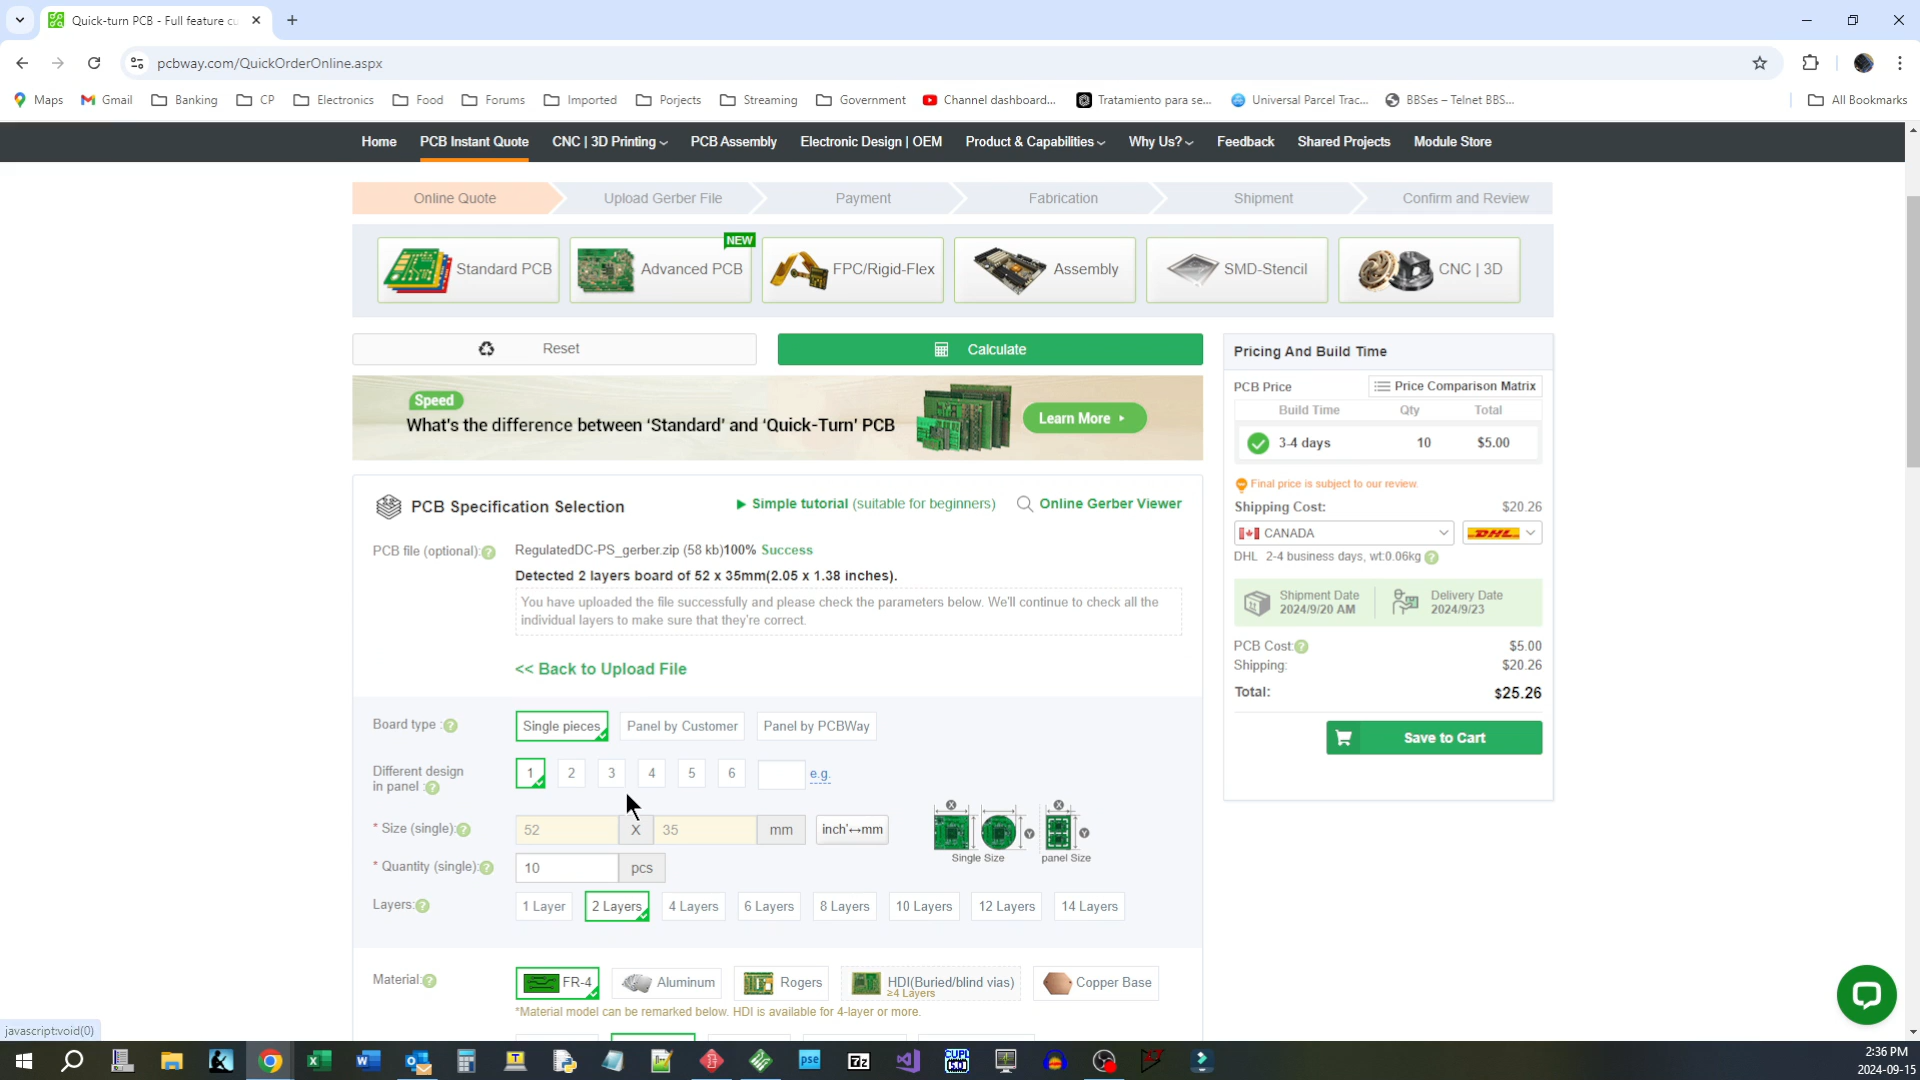 Quick-turn PCB - Full feature cu
pcbway.com/QuickOrderOnline.aspx
Maps
Gmail
Banking
CP
Electronics
Food
Forums
Imported
Porjects
Streaming
Government
Channel dashboard...
Tratamiento para se...
Universal Parcel Trac...
BBSes – Telnet BBS...
All Bookmarks
Home
PCB Instant Quote
CNC | 3D Printing
PCB Assembly
Electronic Design | OEM
Product & Capabilities
Why Us?
Feedback
Shared Projects
Module Store
Online Quote
Upload Gerber File
Payment
Fabrication
Shipment
Confirm and Review
Standard PCB
NEW
Advanced PCB
FPC/Rigid-Flex
Assembly
SMD-Stencil
CNC | 3D
Reset
Calculate
Speed
What's the difference between 'Standard' and 'Quick-Turn' PCB
Learn More
PCB Specification Selection
Simple tutorial (suitable for beginners)
Online Gerber Viewer
PCB file (optional):
RegulatedDC-PS_gerber.zip (58 kb)100% Success
Detected 2 layers board of 52 x 35mm(2.05 x 1.38 inches).
You have uploaded the file successfully and please check the parameters below. We'll continue to check all the
individual layers to make sure that they're correct.
<< Back to Upload File
Board type :
Single pieces
Panel by Customer
Panel by PCBWay
Different design
in panel :
1
2
3
4
5
6
e.g.
* Size (single):
52
X
35
mm
inch'↔mm
X
X
Y
Y
Single Size
panel Size
* Quantity (single):
10
pcs
Layers:
1 Layer
2 Layers
4 Layers
6 Layers
8 Layers
10 Layers
12 Layers
14 Layers
Material:
FR-4
Aluminum
Rogers
HDI(Buried/blind vias)
≥4 Layers
Copper Base
*Material model can be remarked below. HDI is available for 4-layer or more.
Pricing And Build Time
PCB Price
Price Comparison Matrix
Build Time
Qty
Total
3-4 days
10
$5.00
Final price is subject to our review.
Shipping Cost:
$20.26
CANADA
DHL
DHL 2-4 business days, wt:0.06kg
Shipment Date
2024/9/20 AM
Delivery Date
2024/9/23
PCB Cost:
$5.00
Shipping:
$20.26
Total:
$25.26
Save to Cart
javascript:void(0)
pse
7z
CUPL
2:36 PM
2024-09-15